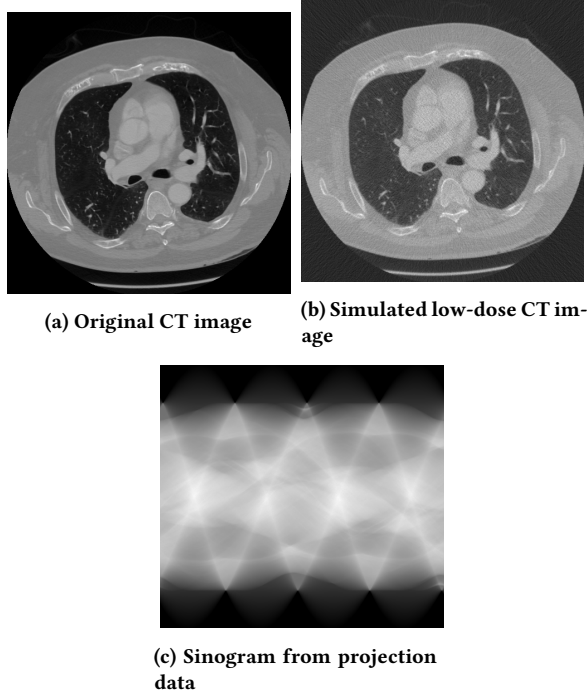 (a) Original CT image
(b) Simulated low-dose CT im-
age
(c) Sinogram from projection
data